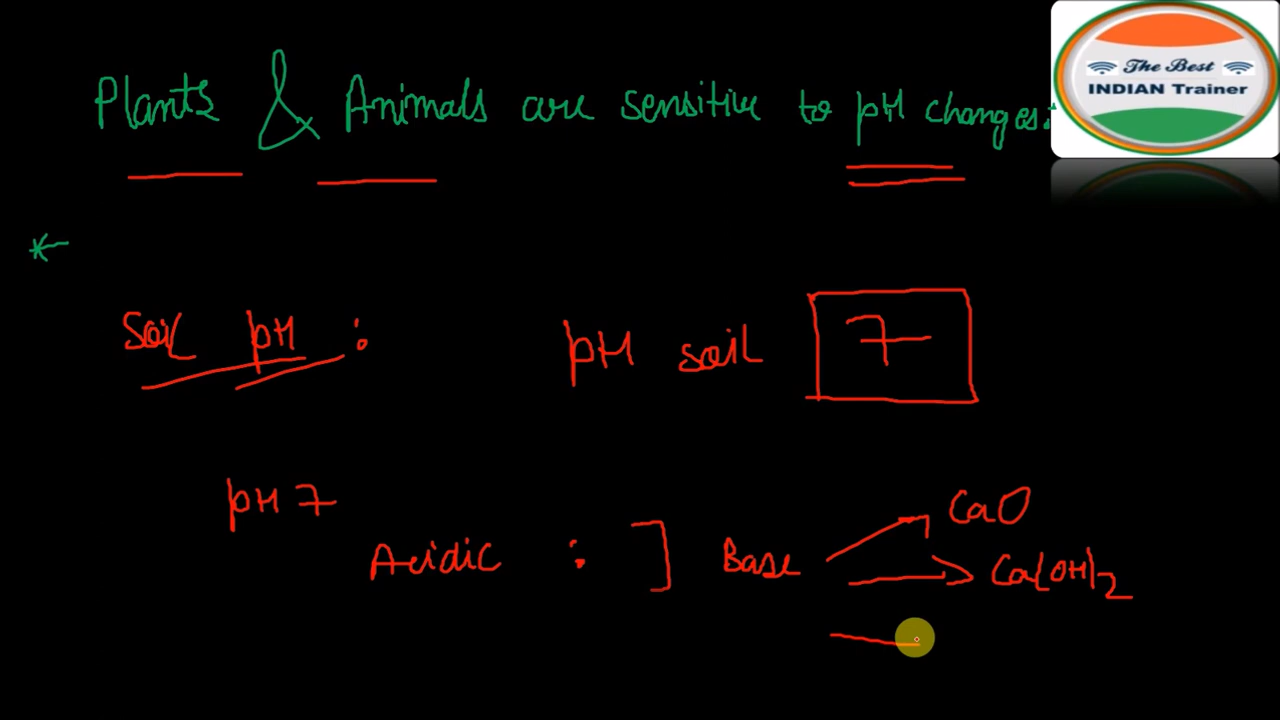 Plants & Animals are sensitive to pH changes:
The Best
INDIAN Trainer
Soil pH :
pH soil 7
pH 7
Acidic : ] Base
CaO
Ca(OH)2